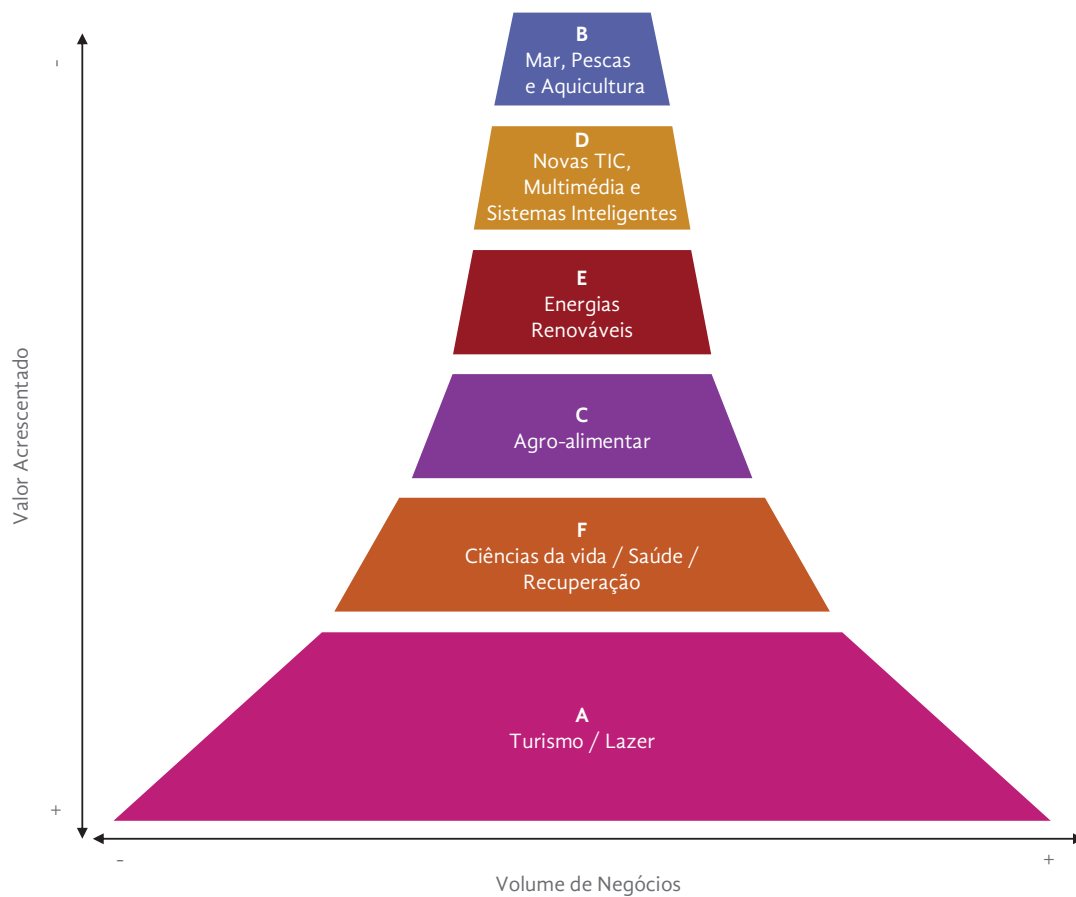 B
Mar, Pescas
e Aquicultura
-
D
Novas TIC,
Multimédia e
Sistemas Inteligentes
E
Energias
Renováveis
Valor Acrescentado
C
Agro-alimentar
F
Ciências da vida / Saúde /
Recuperação
A
Turismo / Lazer
+
-
+
Volume de Negócios